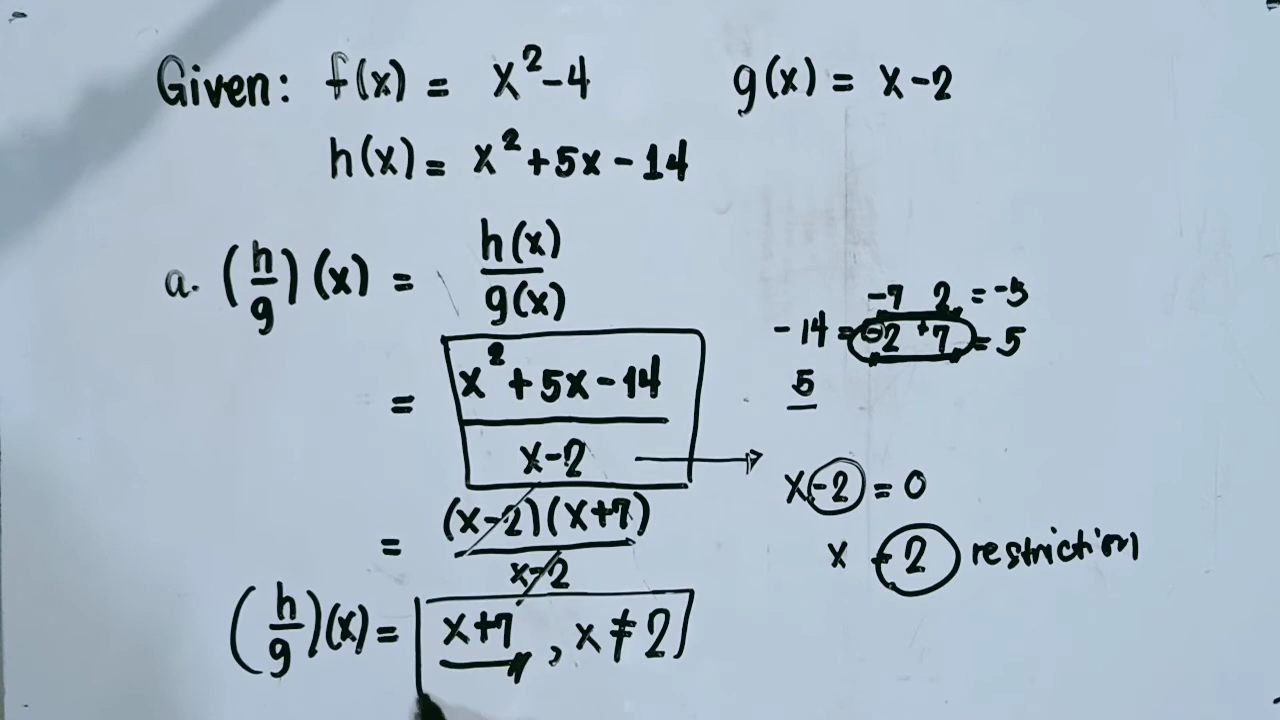 Given: f(x) = x²-4 g(x) = x-2
h(x) = x²+5x-14
a. (h/g)(x) = h(x)/g(x)
= x²+5x-14
x-2
= (x-2)(x+7)
x-2
(h/g)(x) = x+7, x≠2
-7 2 = -5
-14 = -2 +7 = 5
5
x-2 = 0
x = 2 restriction